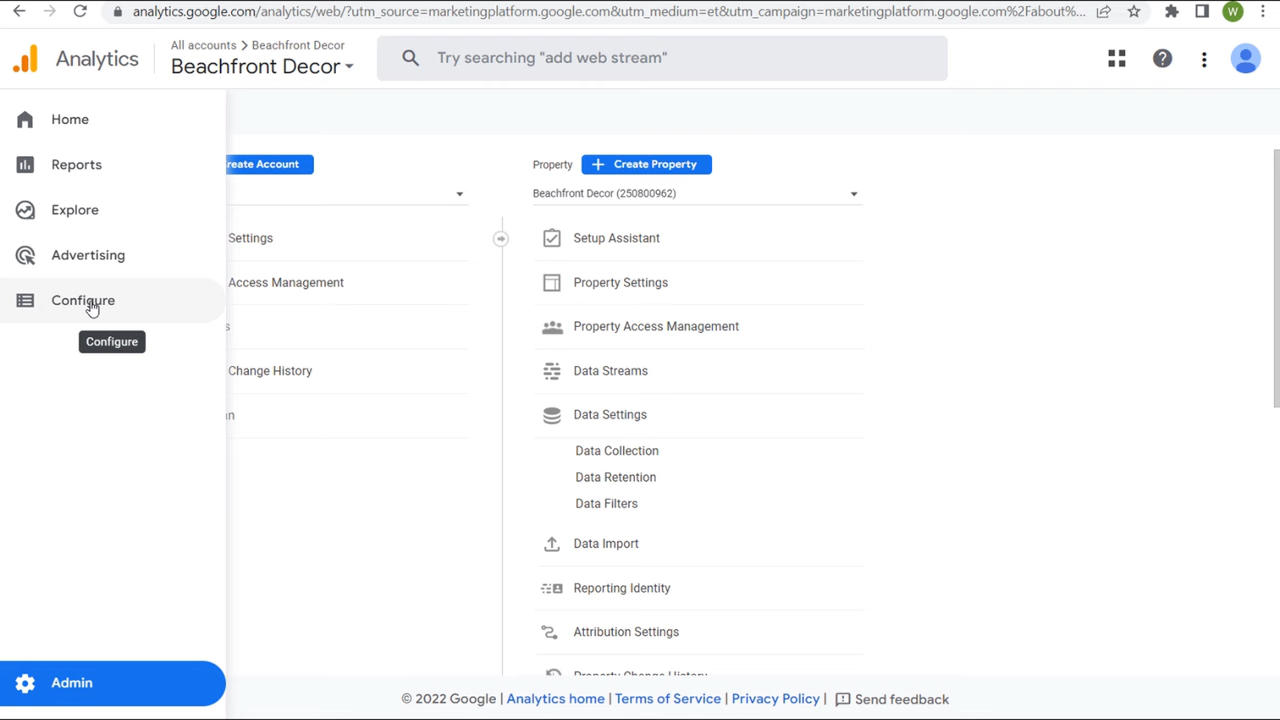 analytics.google.com/analytics/web/?utm_source=marketingplatform.google.com&utm_medium=et&utm_campaign=marketingplatform.google.com%2Fabout%...
W
Analytics
All accounts > Beachfront Decor
Beachfront Decor
Try searching "add web stream"
Home
Reports
Explore
Advertising
Configure
Configure
Admin
reate Account
Settings
Access Management
s
Change History
n
Property
+ Create Property
Beachfront Decor (250800962)
Setup Assistant
Property Settings
Property Access Management
Data Streams
Data Settings
Data Collection
Data Retention
Data Filters
Data Import
Reporting Identity
Attribution Settings
Property Change History
© 2022 Google | Analytics home | Terms of Service | Privacy Policy | Send feedback